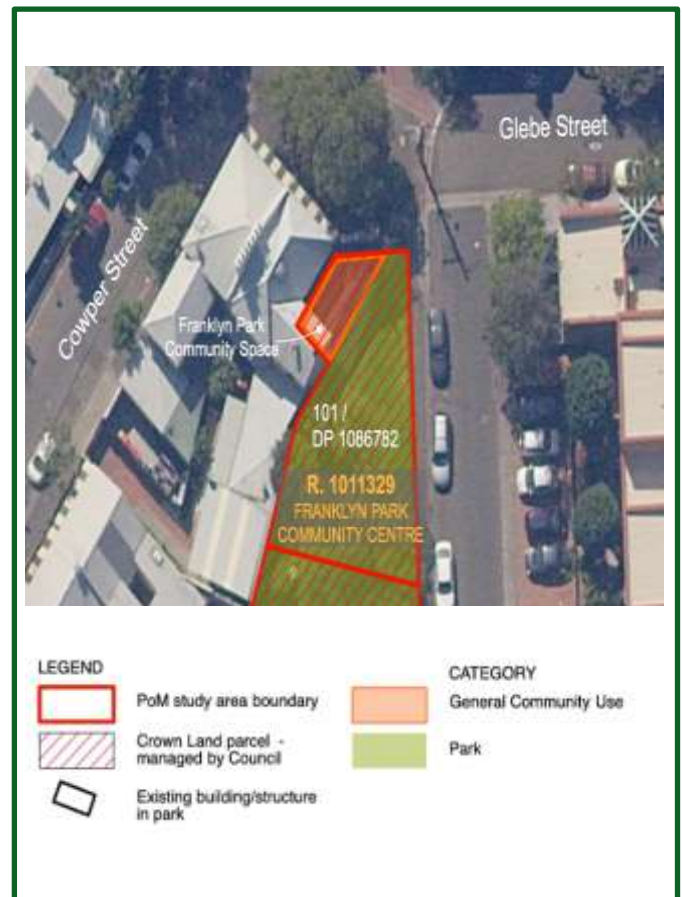 Glebe Street
Cowper Street
Franklyn Park
Community Space
101 /
DP 1086782
R. 1011329
FRANKLYN PARK
COMMUNITY CENTRE
LEGEND
PoM study area boundary
Crown Land parcel -
managed by Council
Existing building/structure
in park
CATEGORY
General Community Use
Park